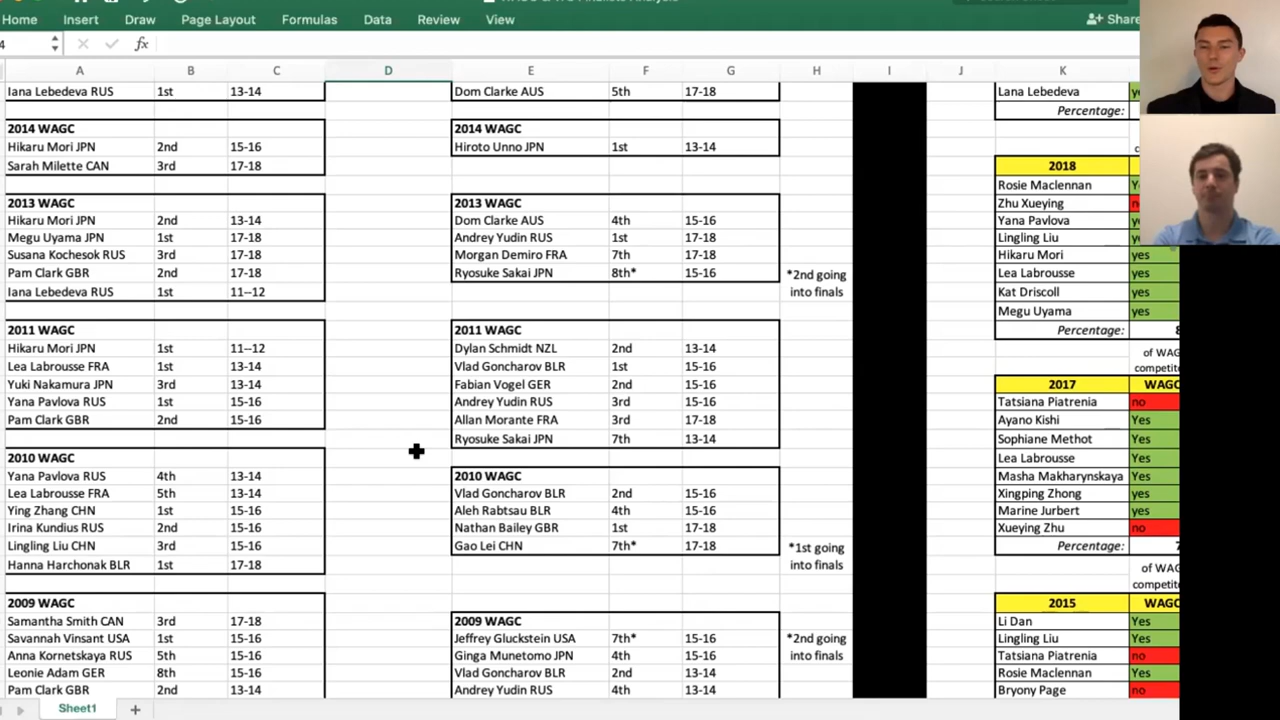 Home Insert Draw Page Layout Formulas Data Review View Share
fx
A B C D E F G H I J K
Iana Lebedeva RUS 1st 13-14
2014 WAGC
Hikaru Mori JPN 2nd 15-16
Sarah Milette CAN 3rd 17-18
2013 WAGC
Hikaru Mori JPN 2nd 13-14
Megu Uyama JPN 1st 17-18
Susana Kochesok RUS 3rd 17-18
Pam Clark GBR 2nd 17-18
Iana Lebedeva RUS 1st 11--12
2011 WAGC
Hikaru Mori JPN 1st 11--12
Lea Labrousse FRA 1st 13-14
Yuki Nakamura JPN 3rd 13-14
Yana Pavlova RUS 1st 15-16
Pam Clark GBR 2nd 15-16
2010 WAGC
Yana Pavlova RUS 4th 13-14
Lea Labrousse FRA 5th 13-14
Ying Zhang CHN 1st 15-16
Irina Kundius RUS 2nd 15-16
Lingling Liu CHN 3rd 15-16
Hanna Harchonak BLR 1st 17-18
2009 WAGC
Samantha Smith CAN 3rd 17-18
Savannah Vinsant USA 1st 15-16
Anna Kornetskaya RUS 5th 15-16
Leonie Adam GER 8th 15-16
Pam Clark GBR 2nd 13-14
Dom Clarke AUS 5th 17-18
2014 WAGC
Hiroto Unno JPN 1st 13-14
2013 WAGC
Dom Clarke AUS 4th 15-16
Andrey Yudin RUS 1st 17-18
Morgan Demiro FRA 7th 17-18
Ryosuke Sakai JPN 8th* 15-16
*2nd going
into finals
2011 WAGC
Dylan Schmidt NZL 2nd 13-14
Vlad Goncharov BLR 1st 15-16
Fabian Vogel GER 2nd 15-16
Andrey Yudin RUS 3rd 15-16
Allan Morante FRA 3rd 17-18
Ryosuke Sakai JPN 7th 13-14
2010 WAGC
Vlad Goncharov BLR 2nd 15-16
Aleh Rabtsau BLR 4th 15-16
Nathan Bailey GBR 1st 17-18
Gao Lei CHN 7th* 17-18
*1st going
into finals
2009 WAGC
Jeffrey Gluckstein USA 7th* 15-16
Ginga Munetomo JPN 4th 15-16
Vlad Goncharov BLR 2nd 13-14
Andrey Yudin RUS 4th 13-14
*2nd going
into finals
Lana Lebedeva
Percentage:
2018
Rosie Maclennan
Zhu Xueying
Yana Pavlova
Lingling Liu
Hikaru Mori yes
Lea Labrousse yes
Kat Driscoll yes
Megu Uyama yes
Percentage:
of WAG
competit
2017 WAGC
Tatsiana Piatrenia no
Ayano Kishi Yes
Sophiane Methot Yes
Lea Labrousse Yes
Masha Makharynskaya Yes
Xingping Zhong yes
Marine Jurbert yes
Xueying Zhu no
Percentage:
of WAG
competit
2015 WAGC
Li Dan Yes
Lingling Liu Yes
Tatsiana Piatrenia no
Rosie Maclennan Yes
Bryony Page no
Sheet1